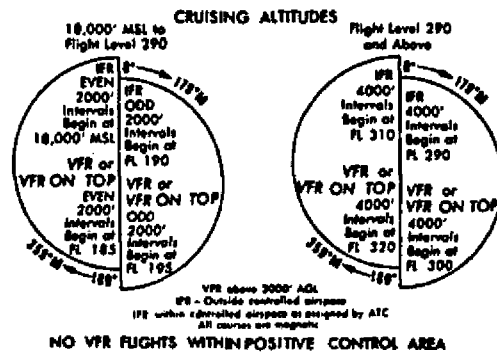 CRUISING ALTITUDES
18,000' MSL to
Flight Level 290
IFR
EVEN
2000'
Intervals
Begin at
18,000' MSL
VFR or
VFR ON TOP
EVEN
2000'
Intervals
Begin at
FL 185
0°
179°M
IFR
ODD
2000'
Intervals
Begin at
FL 190
VFR or
VFR ON TOP
ODD
2000'
Intervals
Begin at
FL 195
359°M
180°
Flight Level 290
and Above
IFR
4000'
Intervals
Begin at
FL 310
VFR or
VFR ON TOP
4000'
Intervals
Begin at
FL 320
0°
179°M
IFR
4000'
Intervals
Begin at
FL 290
VFR or
VFR ON TOP
4000'
Intervals
Begin at
FL 300
359°M
180°
VFR above 3000' AGL
IFR - Outside controlled airspace
IFR within controlled airspace as assigned by ATC
All courses are magnetic
NO VFR FLIGHTS WITHIN POSITIVE CONTROL AREA